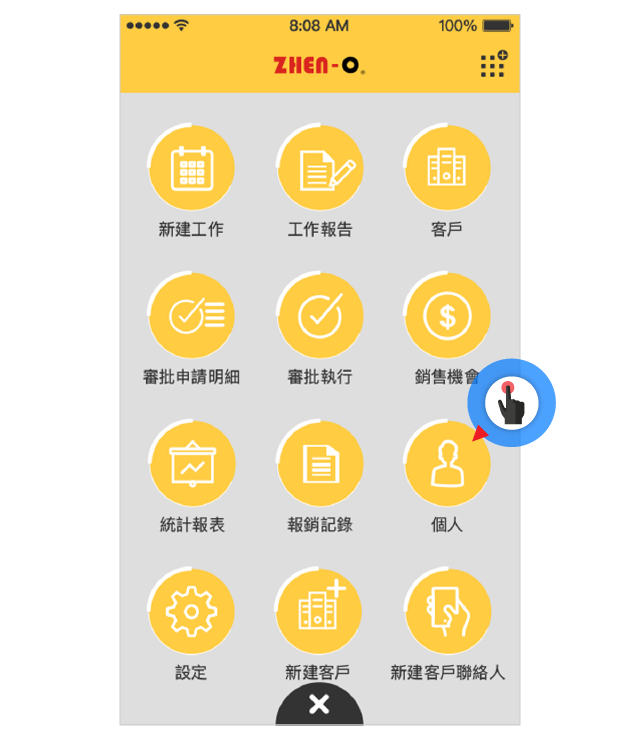 8:08 AM
100%
ZHEN-O
新建工作
工作報告
客戶
審批申請明細
審批執行
銷售機會
統計報表
報銷記錄
個人
設定
新建客戶
新建客戶聯絡人